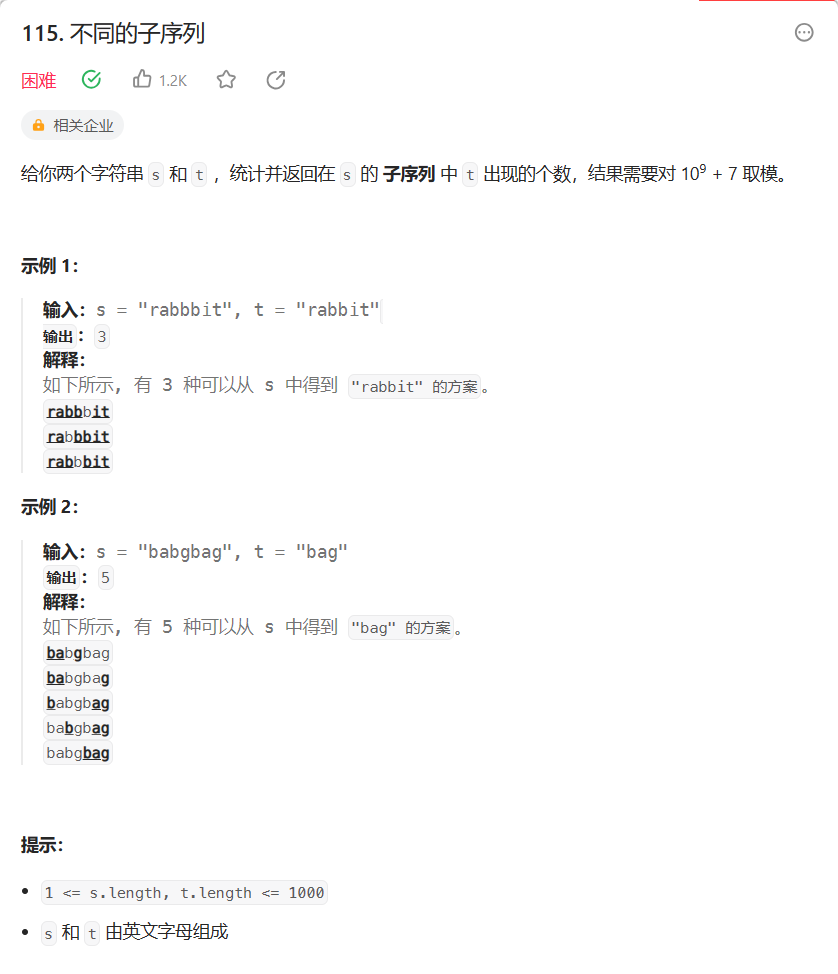 115. 不同的子序列
困难 1.2K
相关企业
给你两个字符串 s 和 t ，统计并返回在 s 的 子序列 中 t 出现的个数，结果需要对 10⁹ + 7 取模。
示例 1：
输入：s = "rabbbit", t = "rabbit"
输出：3
解释：
如下所示, 有 3 种可以从 s 中得到 "rabbit" 的方案。
rabbbit
rabbbit
rabbbit
示例 2：
输入：s = "babgbag", t = "bag"
输出：5
解释：
如下所示, 有 5 种可以从 s 中得到 "bag" 的方案。
babgbag
babgbag
babgbag
babgbag
babgbag
提示：
• 1 <= s.length, t.length <= 1000
• s 和 t 由英文字母组成